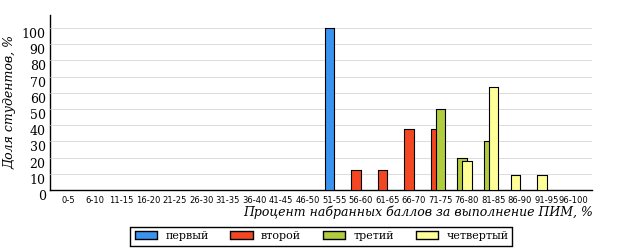 Доля студентов, %
100
90
80
70
60
50
40
30
20
10
0
0-5 6-10 11-15 16-20 21-25 26-30 31-35 36-40 41-45 46-50 51-55 56-60 61-65 66-70 71-75 76-80 81-85 86-90 91-95 96-100
Процент набранных баллов за выполнение ПИМ, %
первый второй третий четвертый